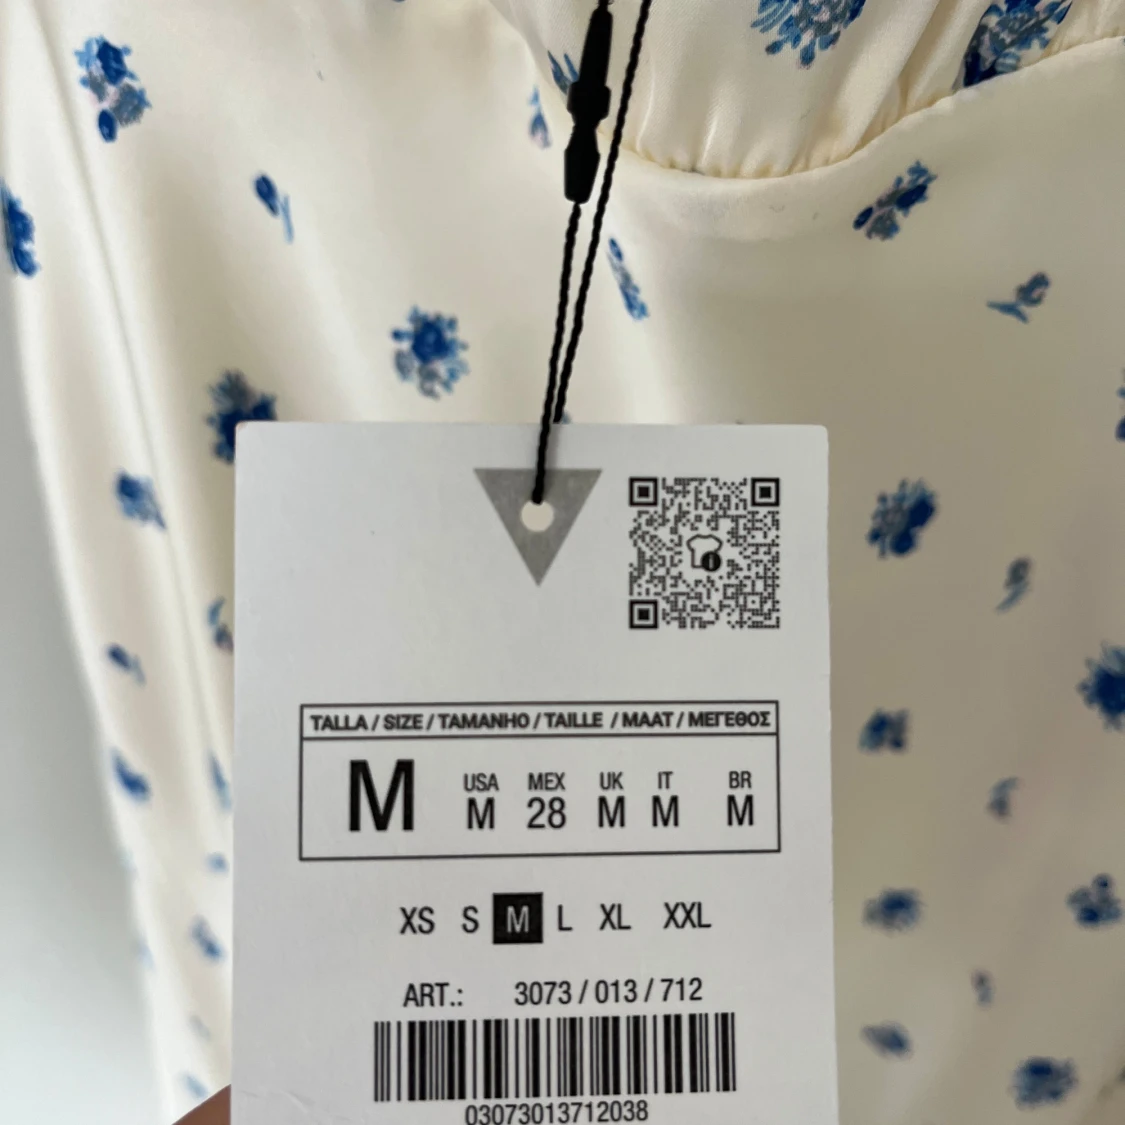 TALLA / SIZE / TAMANHO / TAILLE / MAAT / ΜΕΓΕΘΟΣ
M
USA MEX UK IT BR
M 28 M M M
XS S M L XL XXL
ART.: 3073 / 013 / 712
03073013712038